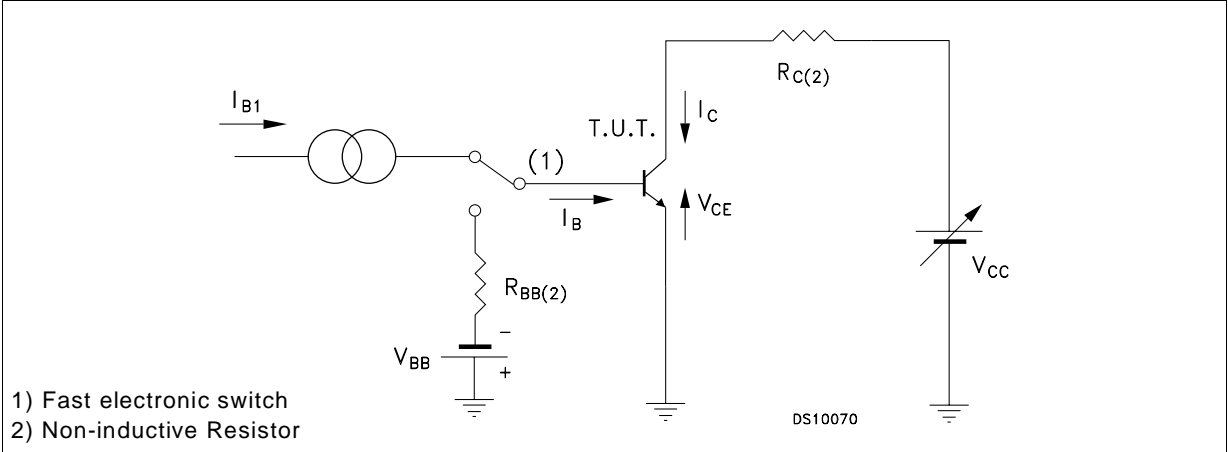 I_B1
R_C(2)
T.U.T.
I_C
(1)
I_B
V_CE
V_CC
R_BB(2)
−
V_BB
+
1) Fast electronic switch
2) Non-inductive Resistor
DS10070